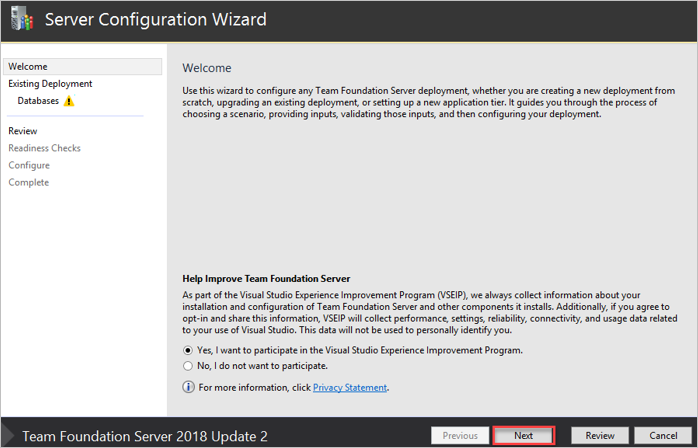 Server Configuration Wizard
Welcome
Existing Deployment
Databases
Review
Readiness Checks
Configure
Complete
Welcome
Use this wizard to configure any Team Foundation Server deployment, whether you are creating a new deployment from
scratch, upgrading an existing deployment, or setting up a new application tier. It guides you through the process of
choosing a scenario, providing inputs, validating those inputs, and then configuring your deployment.
Help Improve Team Foundation Server
As part of the Visual Studio Experience Improvement Program (VSEIP), we always collect information about your
installation and configuration of Team Foundation Server and other components it installs. Additionally, if you agree to
opt-in and share this information, VSEIP will collect performance, settings, reliability, connectivity, and usage data related
to your use of Visual Studio. This data will not be used to personally identify you.
Yes, I want to participate in the Visual Studio Experience Improvement Program.
No, I do not want to participate.
For more information, click Privacy Statement.
Team Foundation Server 2018 Update 2
Previous
Next
Review
Cancel